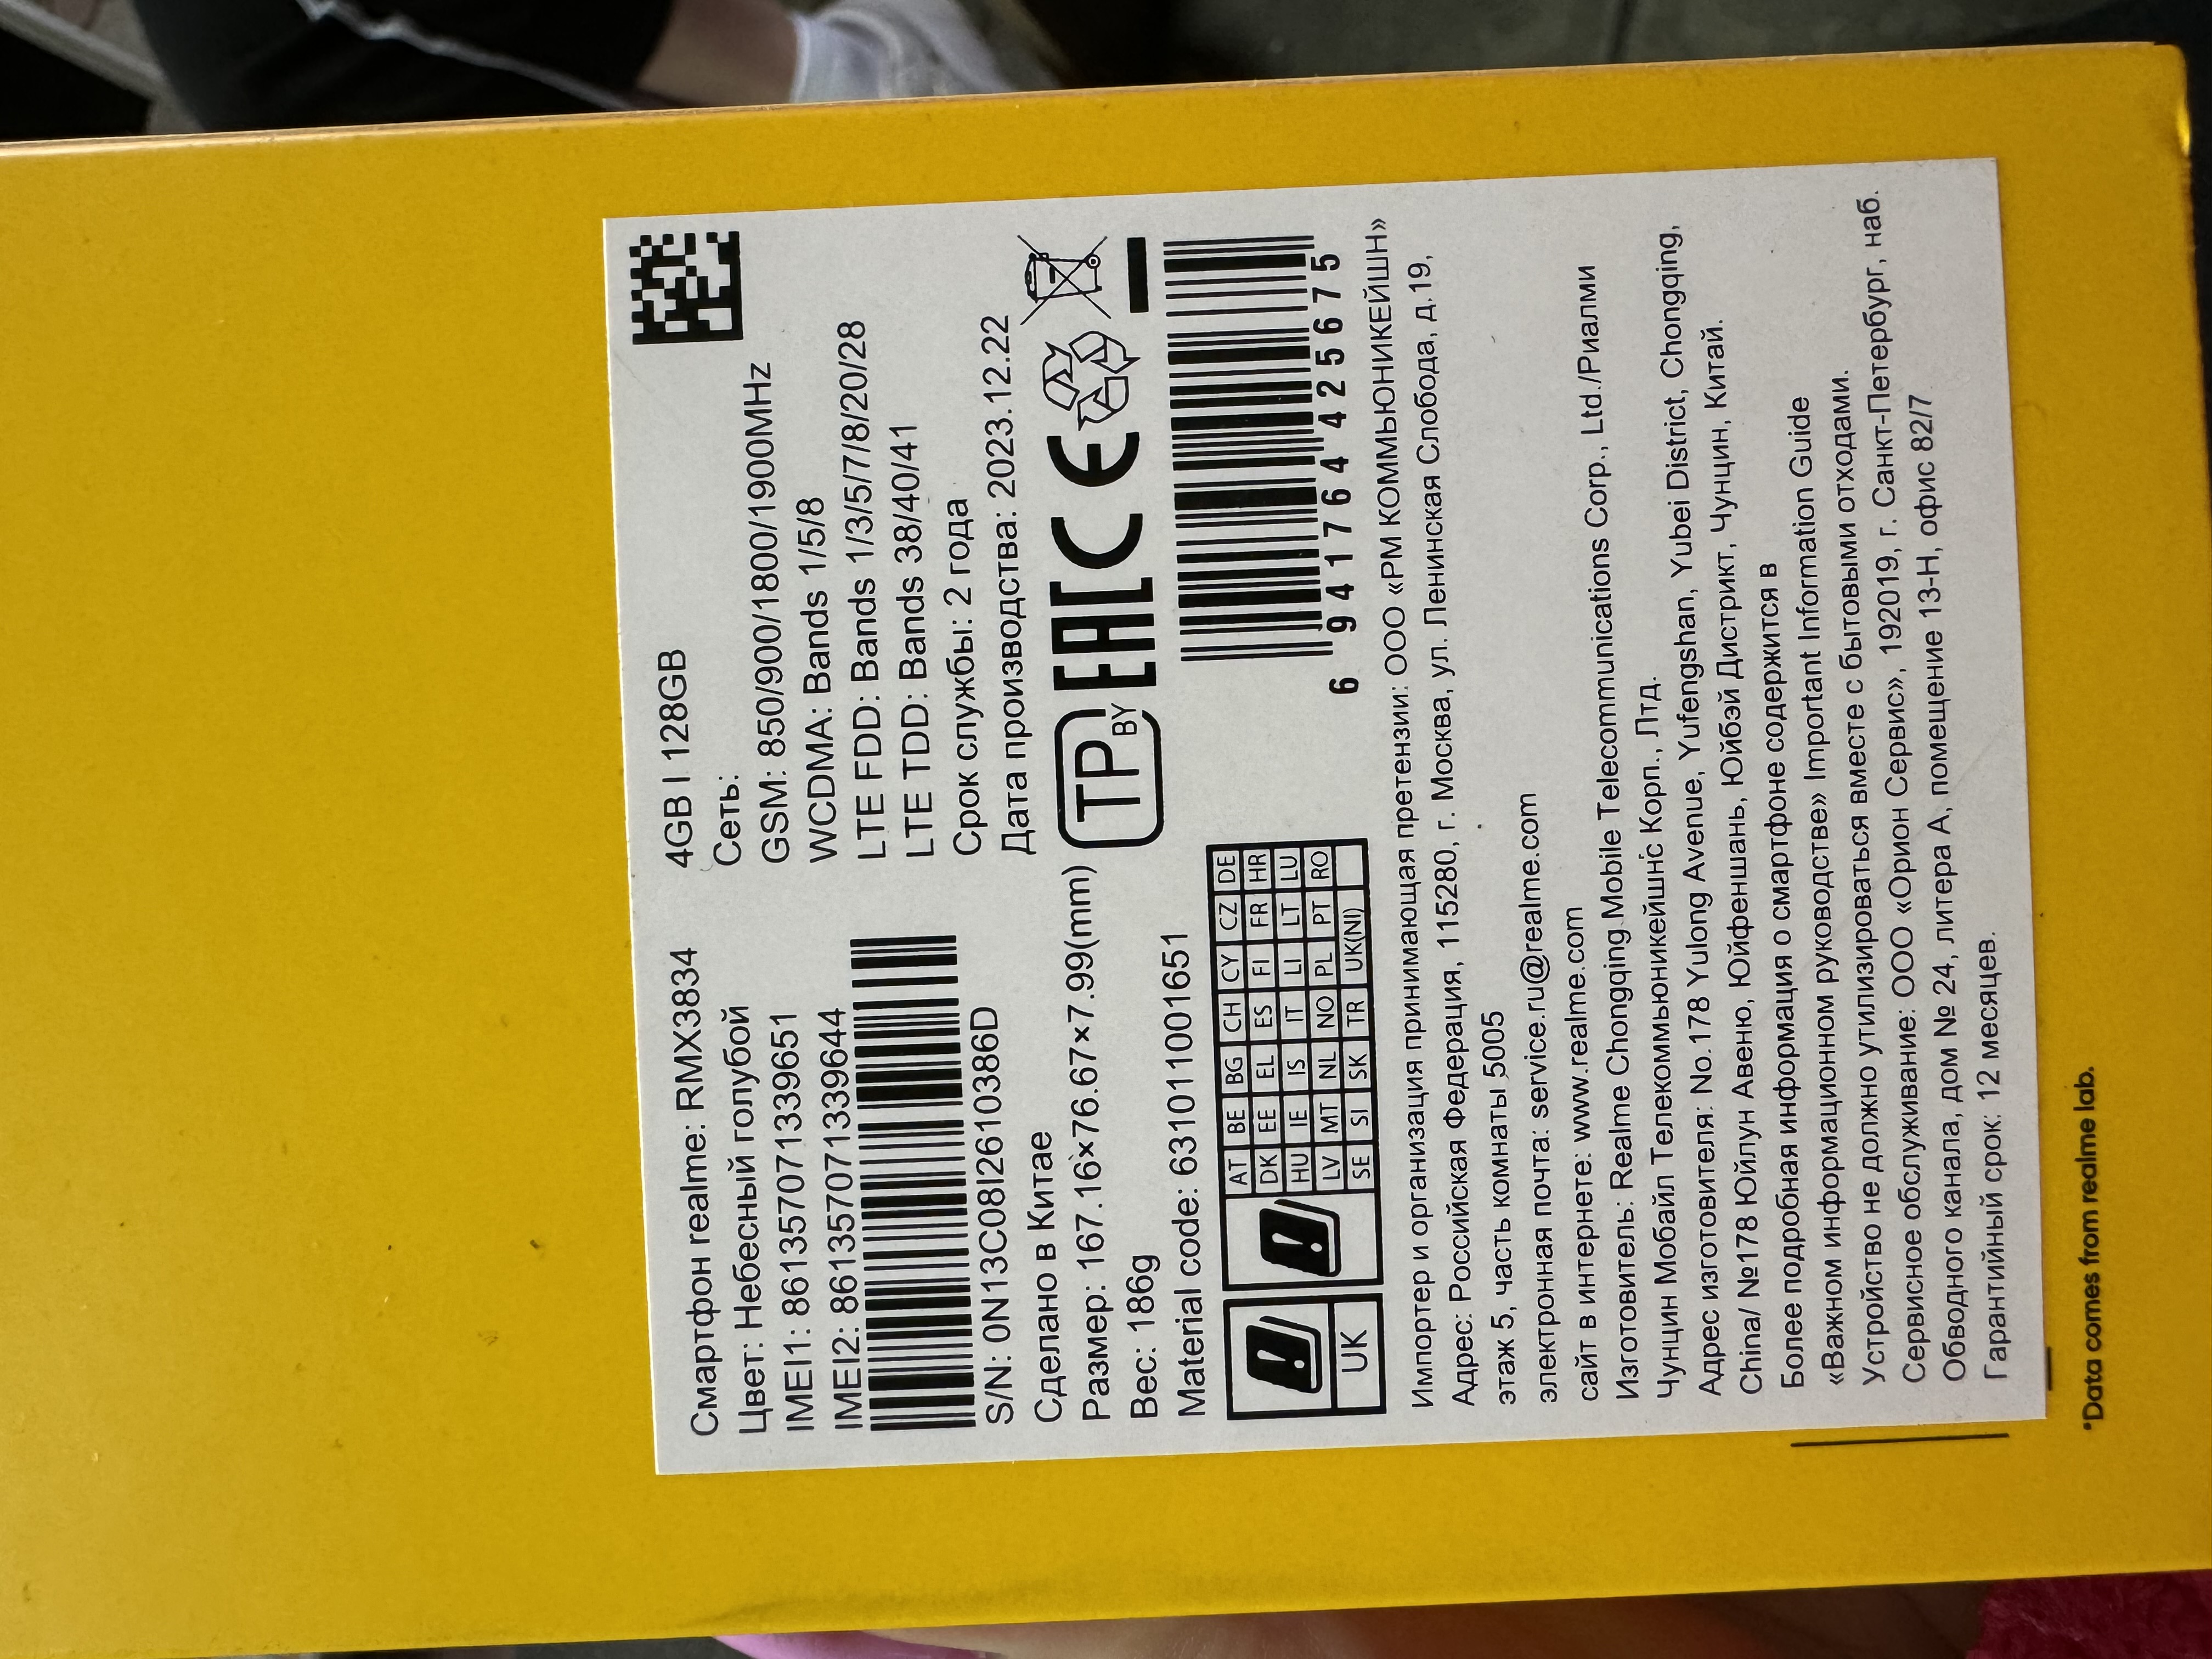 Смартфон realme: RMX3834
Цвет: Небесный голубой
IMEI1: 861357071339651
IMEI2: 861357071339644
S/N: 0N13C08I2610386D
Сделано в Китае
Размер: 167.16×76.67×7.99(mm)
Вес: 186g
Material code: 631011001651
4GB | 128GB
Сеть:
GSM: 850/900/1800/1900MHz
WCDMA: Bands 1/5/8
LTE FDD: Bands 1/3/5/7/8/20/28
LTE TDD: Bands 38/40/41
Срок службы: 2 года
Дата производства: 2023.12.22
TP BY EAC CE
6 941764 425675
UK
AT BE BG CH CY CZ DE
DK EE EL ES FI FR HR
HU IE IS IT LI LT LU
LV MT NL NO PL PT RO
SE SI SK TR UK(NI)
Импортер и организация принимающая претензии: ООО «РМ КОММЬЮНИКЕЙШН»
Адрес: Российская Федерация, 115280, г. Москва, ул. Ленинская Слобода, д.19,
этаж 5, часть комнаты 5005
электронная почта: service.ru@realme.com
сайт в интернете: www.realme.com
Изготовитель: Realme Chongqing Mobile Telecommunications Corp., Ltd./Риалми
Чунцин Мобайл Телекоммьюникейшнс Корп., Лтд.
Адрес изготовителя: No.178 Yulong Avenue, Yufengshan, Yubei District, Chongqing,
China/ №178 Юйлун Авеню, Юйфеншань, Юйбэй Дистрикт, Чунцин, Китай.
Более подробная информация о смартфоне содержится в
«Важном информационном руководстве» Important Information Guide
Устройство не должно утилизироваться вместе с бытовыми отходами.
Сервисное обслуживание: ООО «Орион Сервис», 192019, г. Санкт-Петербург, наб.
Обводного канала, дом № 24, литера А, помещение 13-Н, офис 82/7
Гарантийный срок: 12 месяцев.
*Data comes from realme lab.